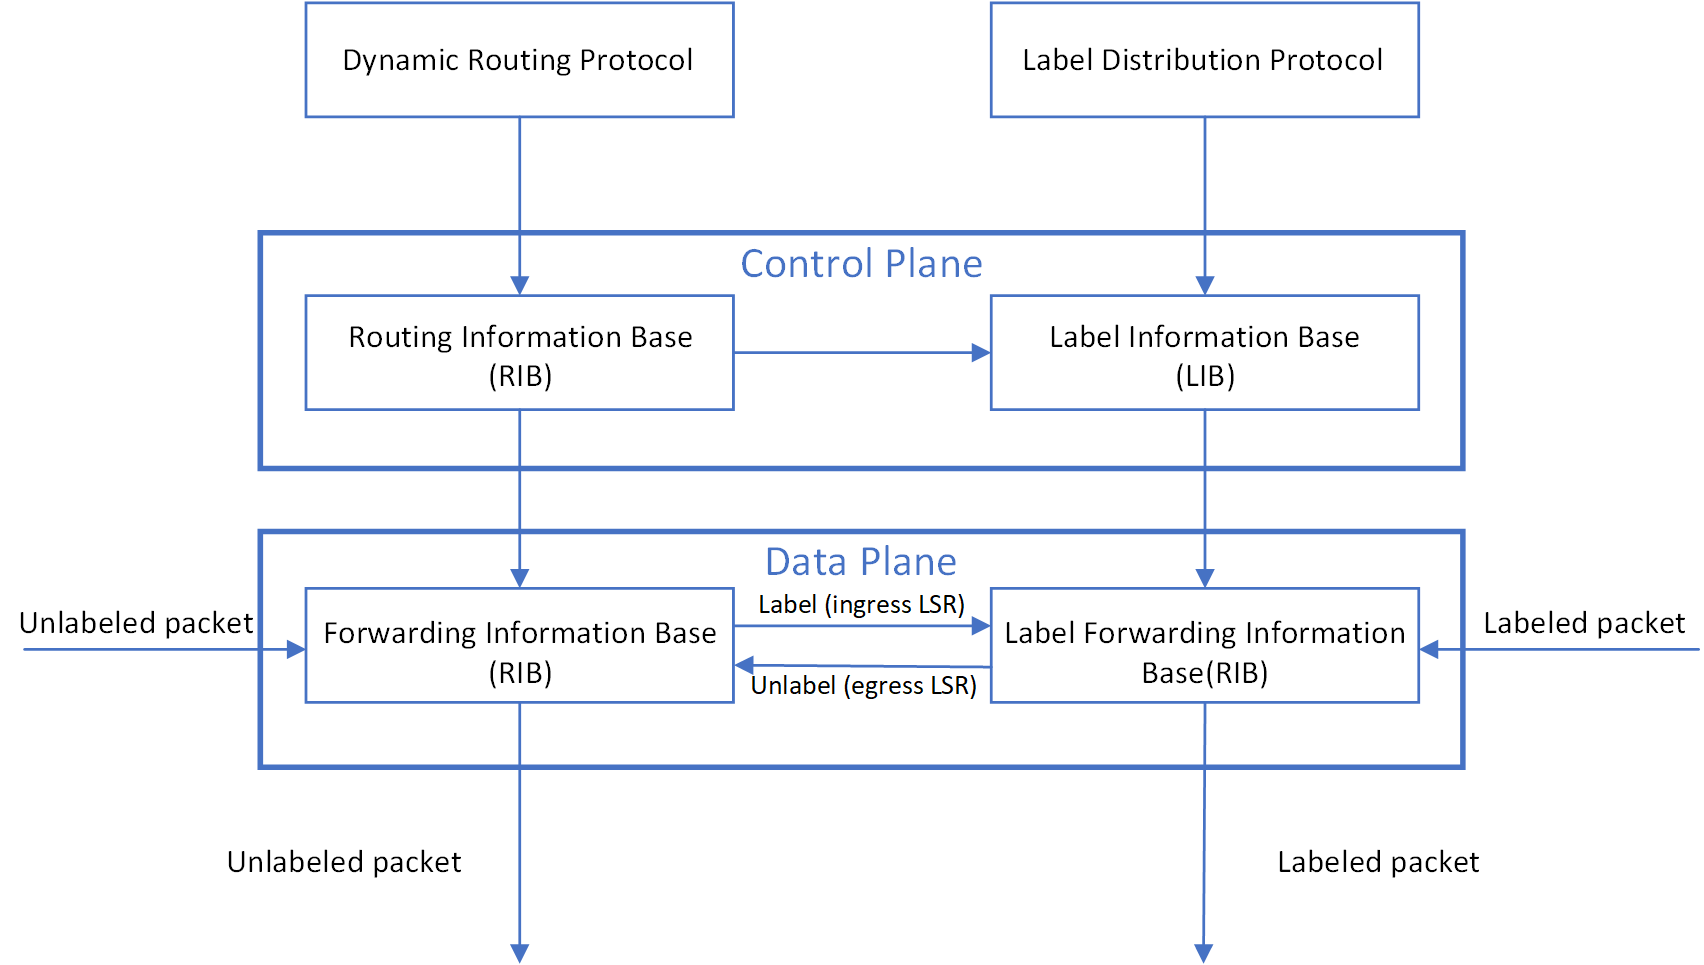 Dynamic Routing Protocol
Label Distribution Protocol
Control Plane
Routing Information Base
(RIB)
Label Information Base
(LIB)
Data Plane
Unlabeled packet
Forwarding Information Base
(RIB)
Label (ingress LSR)
Unlabel (egress LSR)
Label Forwarding Information
Base(RIB)
Labeled packet
Unlabeled packet
Labeled packet